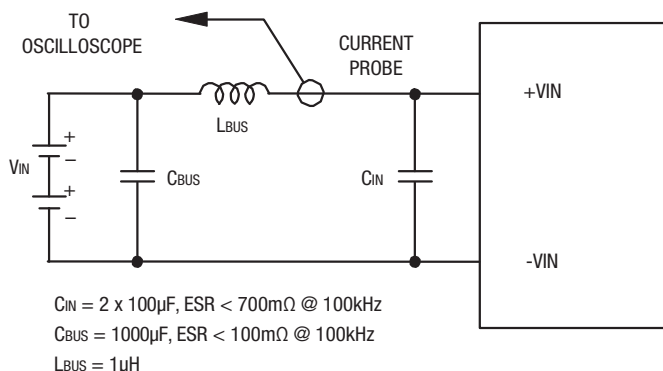 TO
OSCILLOSCOPE
CURRENT
PROBE
+VIN
LBUS
+
VIN
−
+
−
CBUS
CIN
-VIN
CIN = 2 x 100µF, ESR < 700mΩ @ 100kHz
CBUS = 1000µF, ESR < 100mΩ @ 100kHz
LBUS = 1µH